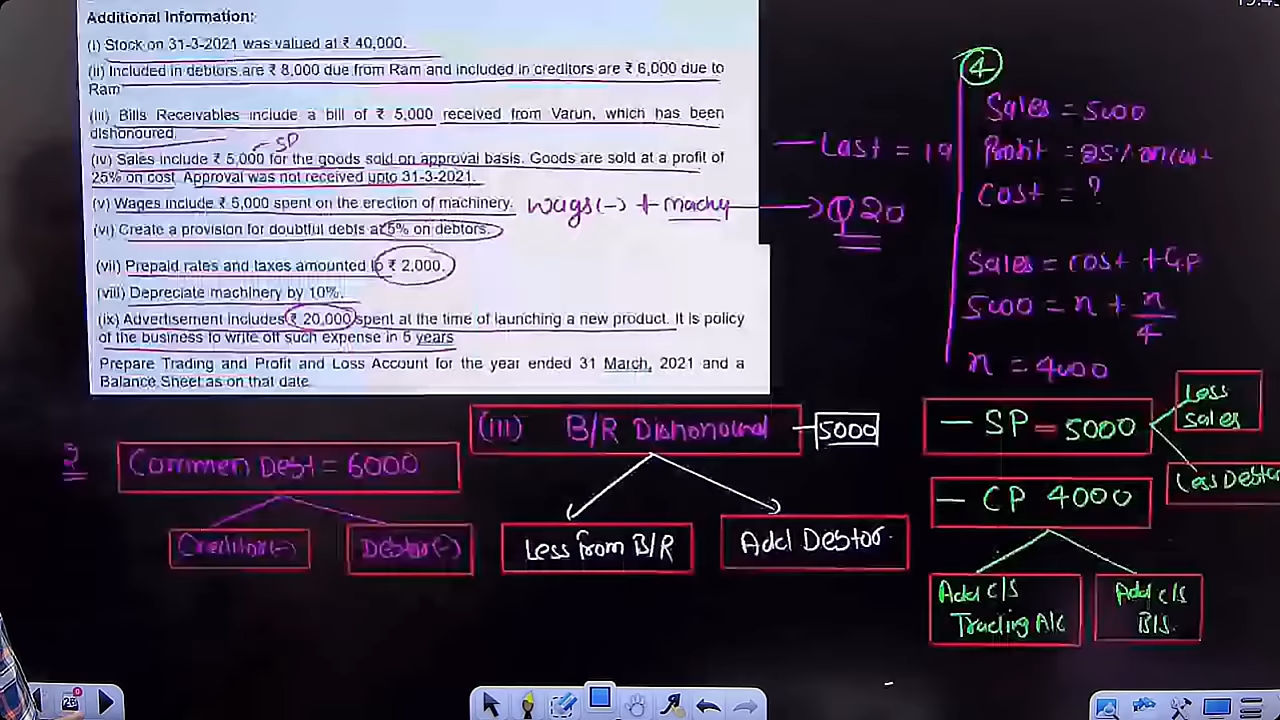 Additional Information:
(i) Stock on 31-3-2021 was valued at ₹ 40,000.
(ii) Included in debtors are ₹ 8,000 due from Ram and included in creditors are ₹ 6,000 due to
Ram
(iii) Bills Receivables include a bill of ₹ 5,000 received from Varun, which has been
dishonoured.
SP
(iv) Sales include ₹ 5,000 for the goods sold on approval basis. Goods are sold at a profit of
25% on cost. Approval was not received upto 31-3-2021.
(v) Wages include ₹ 5,000 spent on the erection of machinery.
wags(-) + machy
(vi) Create a provision for doubtful debts at 5% on debtors.
(vii) Prepaid rates and taxes amounted to ₹ 2,000.
(viii) Depreciate machinery by 10%.
(ix) Advertisement includes ₹ 20,000 spent at the time of launching a new product. It is policy
of the business to write off such expense in 5 years
Prepare Trading and Profit and Loss Account for the year ended 31 March, 2021 and a
Balance Sheet as on that date.
— Last = 19
Q 20
4
Sales = 5000
Profit = 25% on cost
Cost = ?
Sales = cost + G.P
5000 = x + x/4
x = 4000
2
Common Debt = 6000
Creditor(-)
Debtor(-)
(iii) B/R Dishonourd — 5000
Less from B/R
Add Debtor.
— SP = 5000
Less
Sales
Less Debtor
— CP 4000
Add c/s
Trading A/c
Add c/s
B/S.